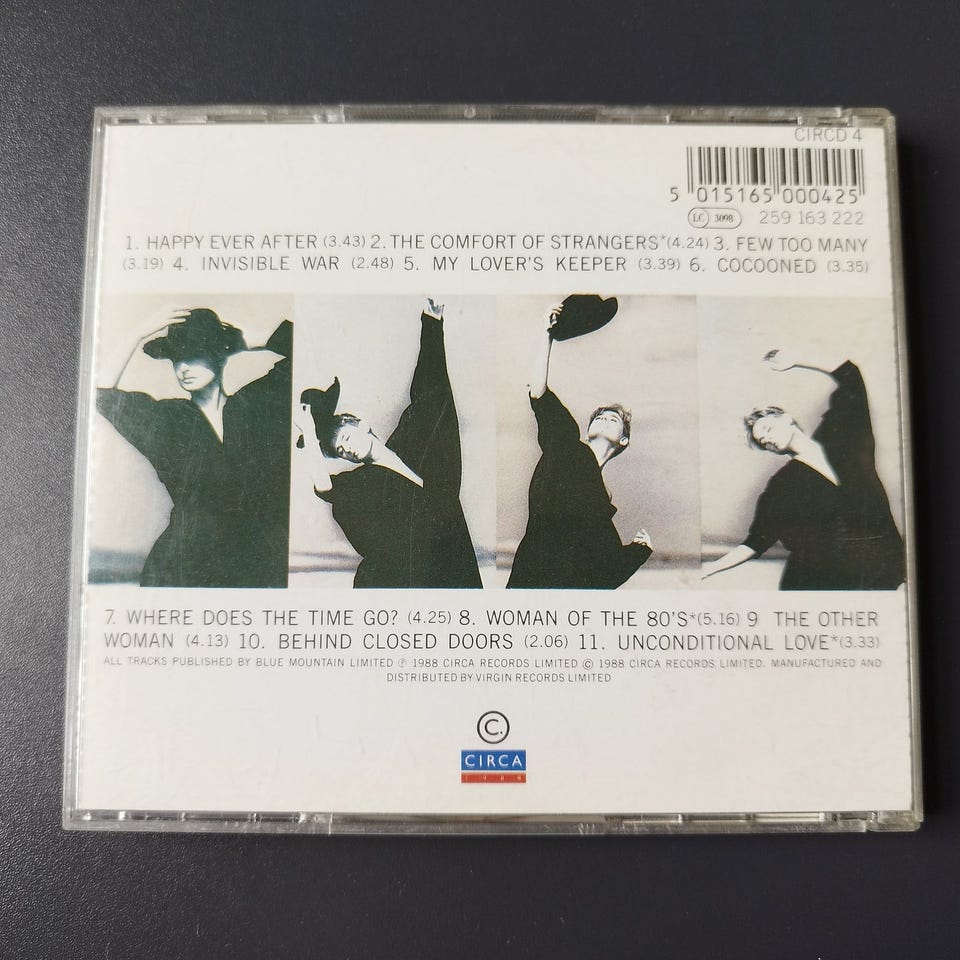 CIRCD 4
5 015165 000425
LC 3098 259 163 222
1. HAPPY EVER AFTER (3.43) 2. THE COMFORT OF STRANGERS*(4.24) 3. FEW TOO MANY
(3.19) 4. INVISIBLE WAR (2.48) 5. MY LOVER'S KEEPER (3.39) 6. COCOONED (3.35)
7. WHERE DOES THE TIME GO? (4.25) 8. WOMAN OF THE 80'S*(5.16) 9 THE OTHER
WOMAN (4.13) 10. BEHIND CLOSED DOORS (2.06) 11. UNCONDITIONAL LOVE*(3.33)
ALL TRACKS PUBLISHED BY BLUE MOUNTAIN LIMITED ℗ 1988 CIRCA RECORDS LIMITED © 1988 CIRCA RECORDS LIMITED. MANUFACTURED AND
DISTRIBUTED BY VIRGIN RECORDS LIMITED
C.
CIRCA
1988